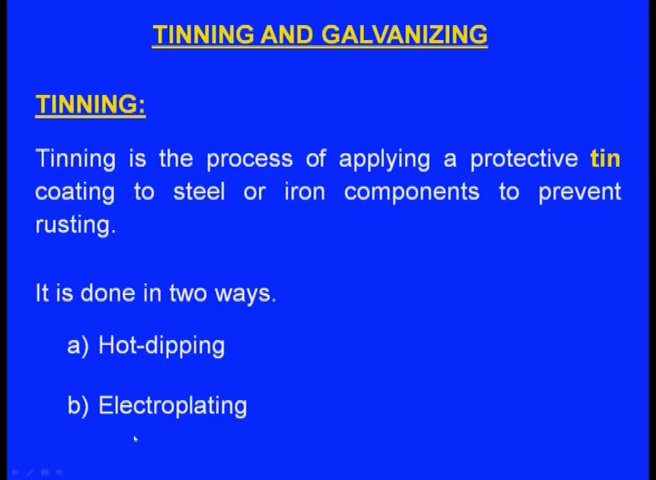 TINNING AND GALVANIZING
TINNING:
Tinning is the process of applying a protective tin
coating to steel or iron components to prevent
rusting.
It is done in two ways.
a) Hot-dipping
b) Electroplating